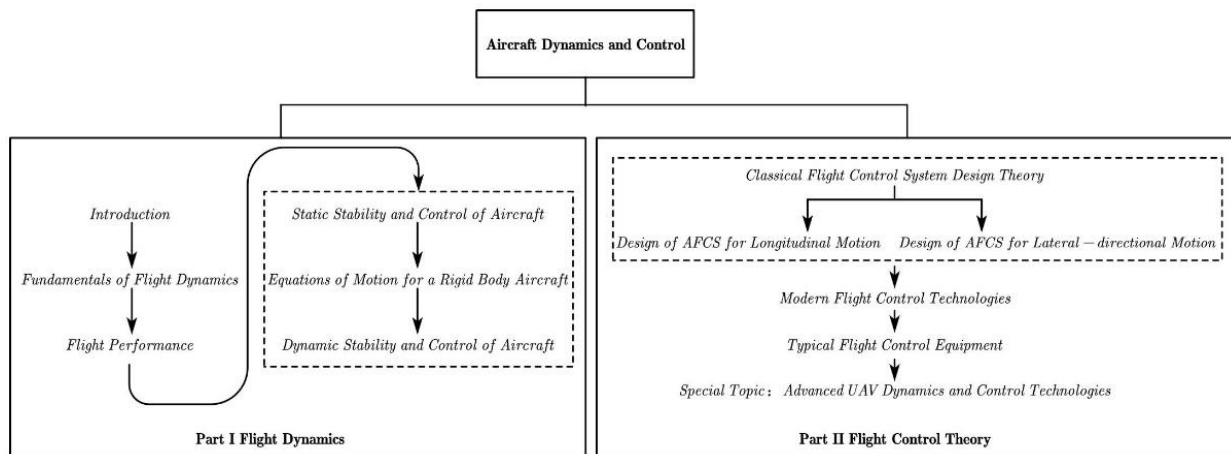 Aircraft Dynamics and Control
Introduction
Fundamentals of Flight Dynamics
Flight Performance
Static Stability and Control of Aircraft
Equations of Motion for a Rigid Body Aircraft
Dynamic Stability and Control of Aircraft
Part I Flight Dynamics
Classical Flight Control System Design Theory
Design of AFCS for Longitudinal Motion
Design of AFCS for Lateral − directional Motion
Modern Flight Control Technologies
Typical Flight Control Equipment
Special Topic： Advanced UAV Dynamics and Control Technologies
Part II Flight Control Theory